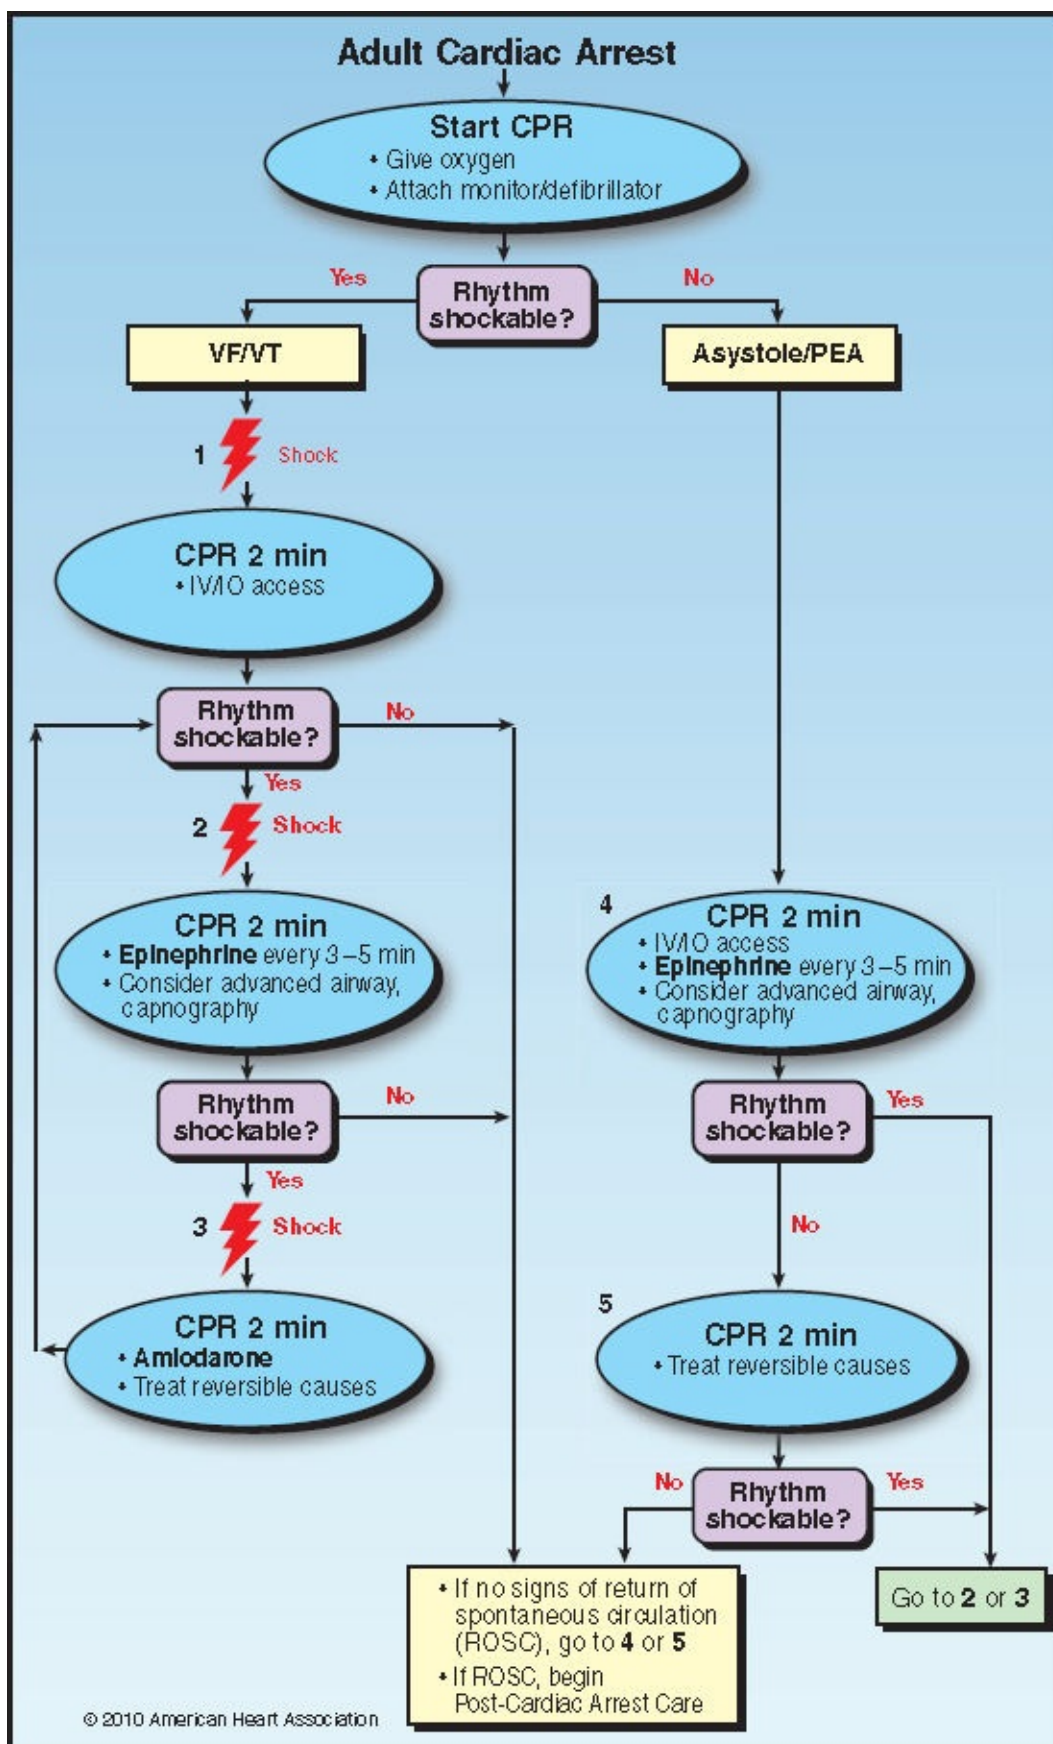 Adult Cardiac Arrest
Start CPR
• Give oxygen
• Attach monitor/defibrillator
Yes
Rhythm
shockable?
No
VF/VT
Asystole/PEA
1
Shock
CPR 2 min
• IV/IO access
Rhythm
shockable?
No
Yes
2
Shock
CPR 2 min
• Epinephrine every 3–5 min
• Consider advanced airway,
capnography
Rhythm
shockable?
No
Yes
3
Shock
CPR 2 min
• Amiodarone
• Treat reversible causes
4
CPR 2 min
• IV/IO access
• Epinephrine every 3–5 min
• Consider advanced airway,
capnography
Rhythm
shockable?
Yes
No
5
CPR 2 min
• Treat reversible causes
No
Rhythm
shockable?
Yes
• If no signs of return of
spontaneous circulation
(ROSC), go to 4 or 5
• If ROSC, begin
Post-Cardiac Arrest Care
Go to 2 or 3
© 2010 American Heart Association